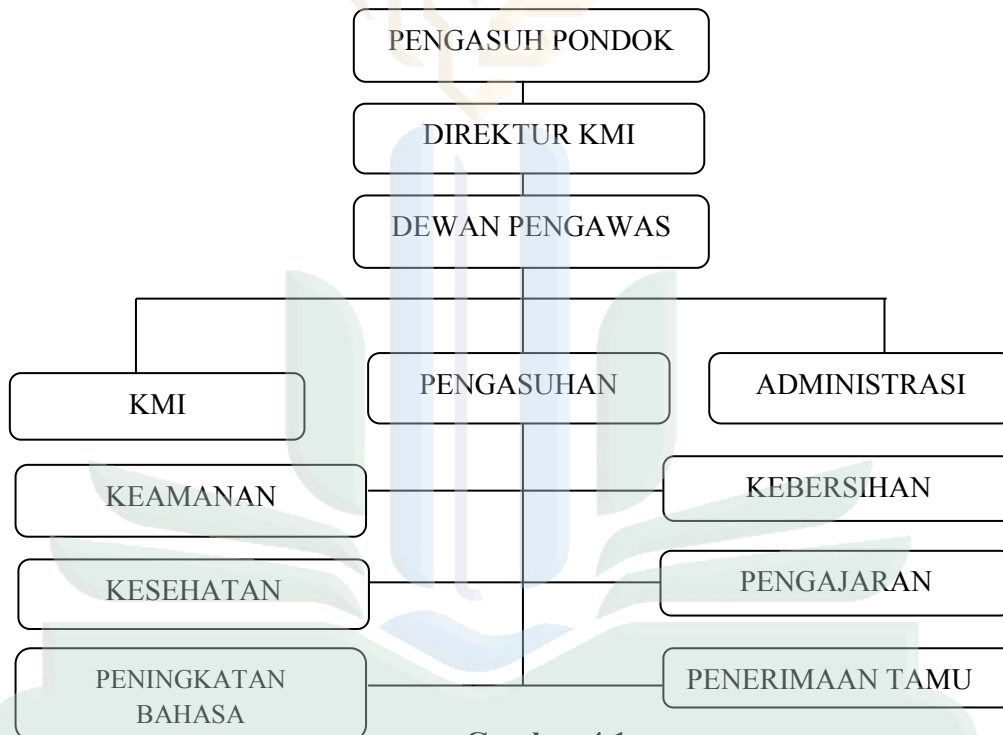 PENGASUH PONDOK
DIREKTUR KMI
DEWAN PENGAWAS
KMI
PENGASUHAN
ADMINISTRASI
KEAMANAN
KEBERSIHAN
KESEHATAN
PENGAJARAN
PENINGKATAN
BAHASA
PENERIMAAN TAMU